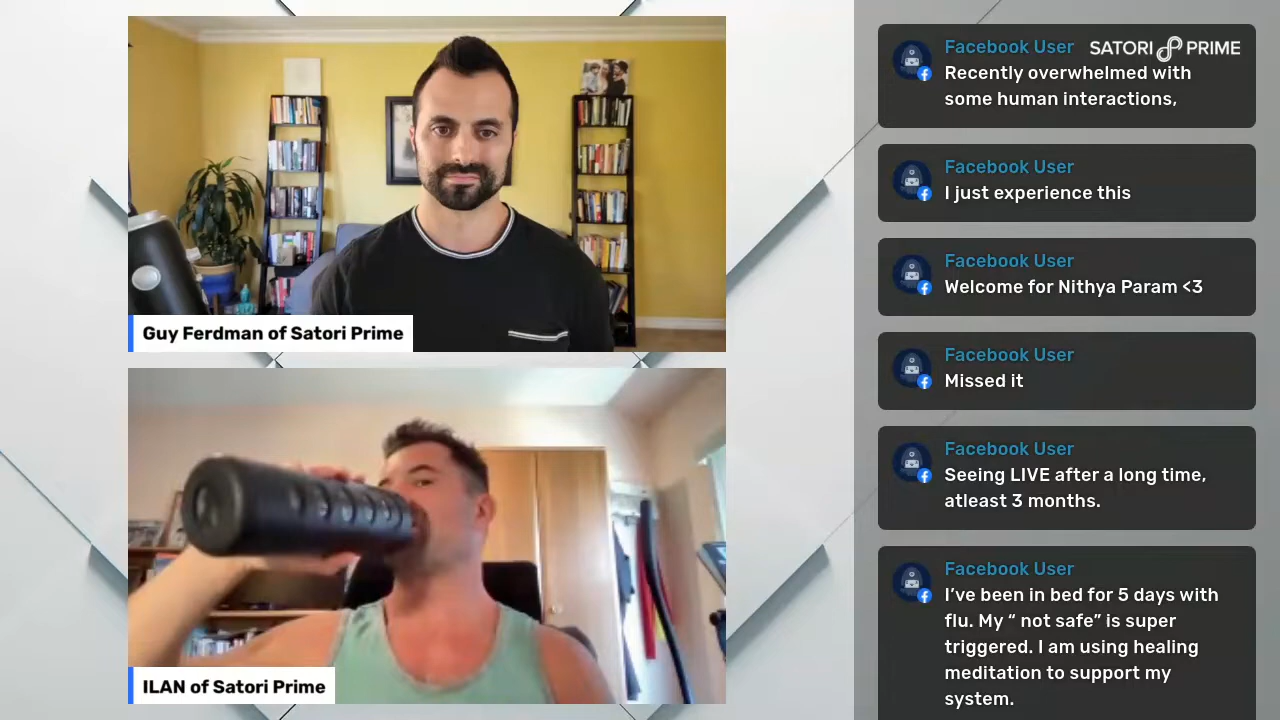 Guy Ferdman of Satori Prime
ILAN of Satori Prime
SATORI PRIME
Facebook User
Recently overwhelmed with
some human interactions,
Facebook User
I just experience this
Facebook User
Welcome for Nithya Param <3
Facebook User
Missed it
Facebook User
Seeing LIVE after a long time,
atleast 3 months.
Facebook User
I’ve been in bed for 5 days with
flu. My “ not safe” is super
triggered. I am using healing
meditation to support my
system.